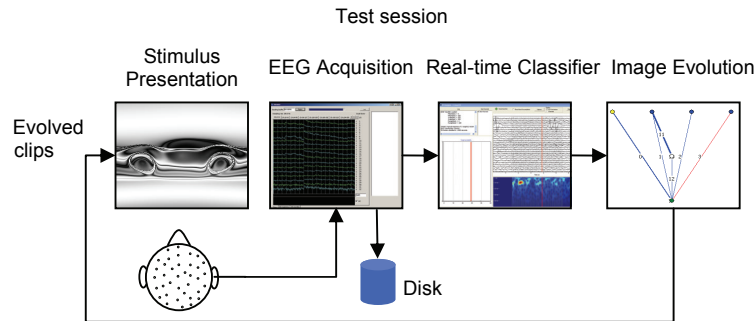 Test session
Stimulus
Presentation
EEG Acquisition
Real-time Classifier
Image Evolution
Evolved
clips
Disk